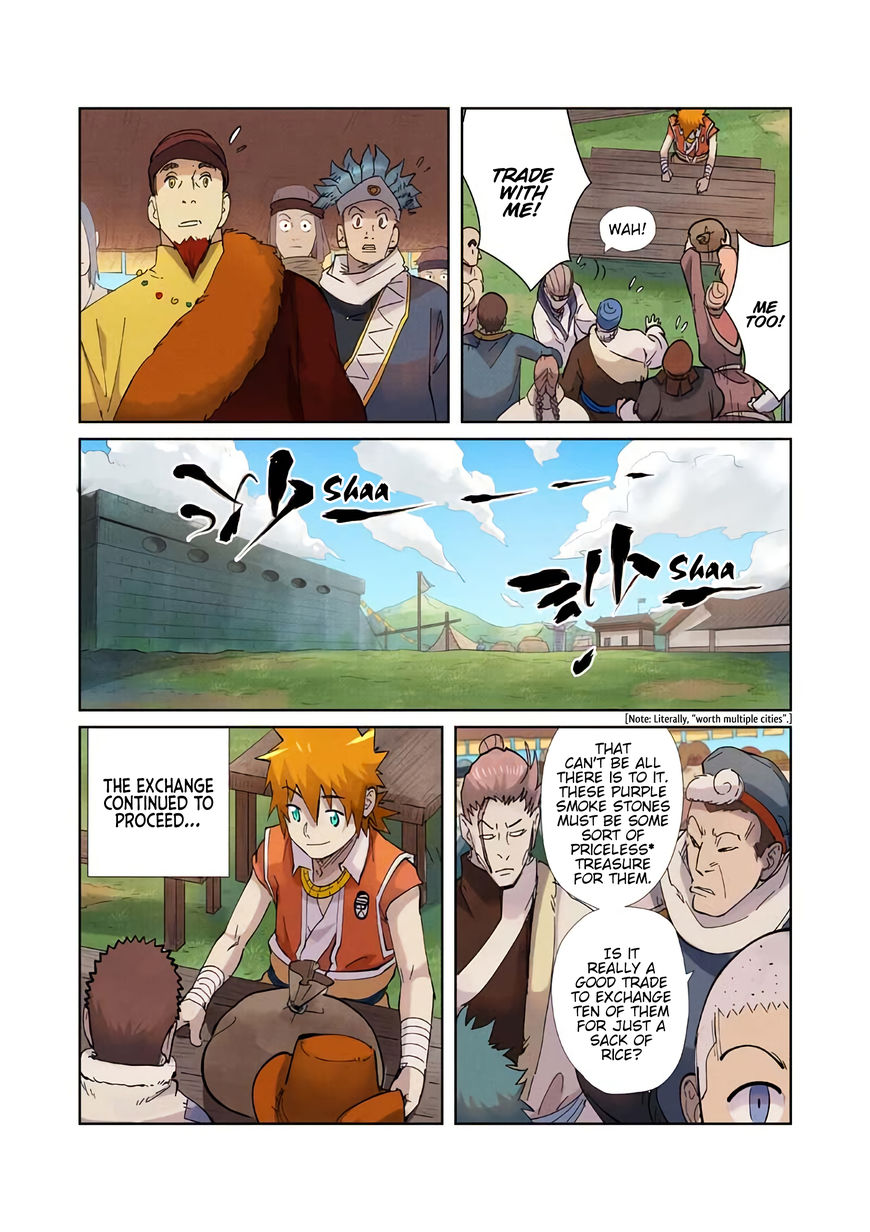 TRADE
WITH
ME!
WAH!
ME
TOO!
Shaa
Shaa
[Note: Literally, "worth multiple cities".]
THE EXCHANGE
CONTINUED TO
PROCEED...
THAT
CAN'T BE ALL
THERE IS TO IT.
THESE PURPLE
SMOKE STONES
MUST BE SOME
SORT OF
PRICELESS*
TREASURE
FOR THEM.
IS IT
REALLY A
GOOD TRADE
TO EXCHANGE
TEN OF THEM
FOR JUST A
SACK OF
RICE?